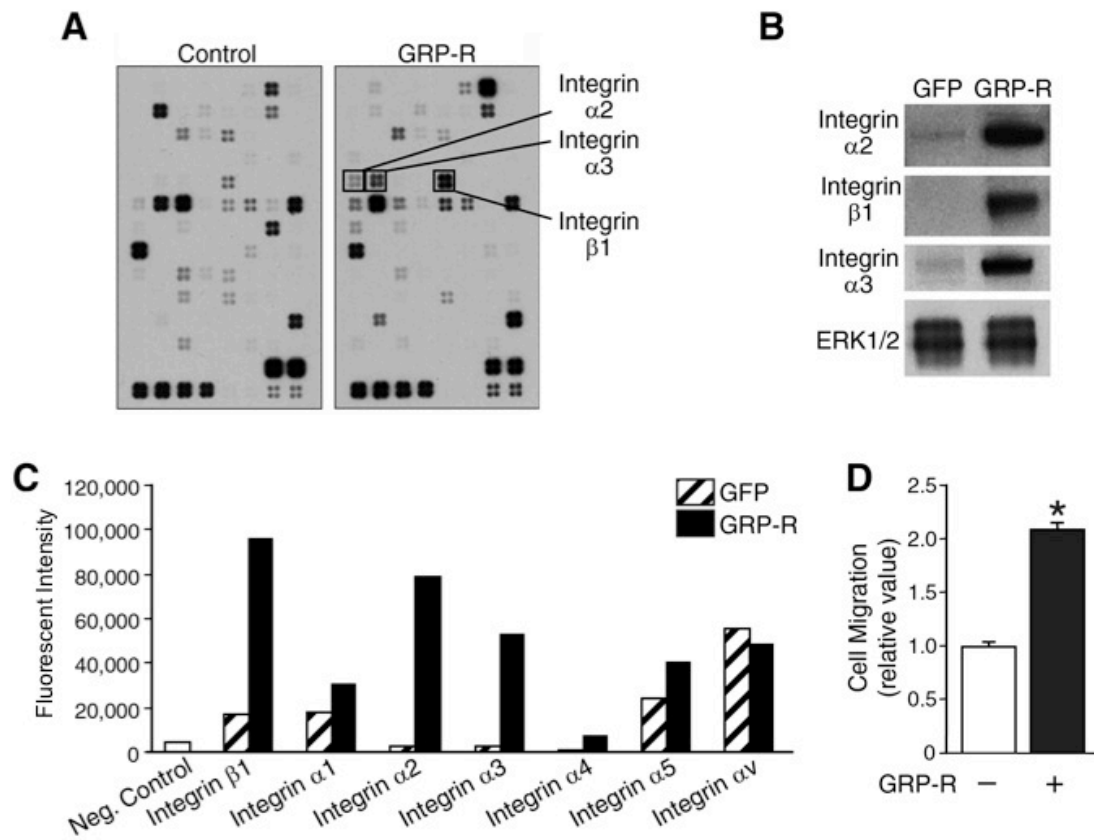 A
Control
GRP-R
Integrin
α2
Integrin
α3
Integrin
β1
B
GFP GRP-R
Integrin
α2
Integrin
β1
Integrin
α3
ERK1/2
C
Fluorescent Intensity
120,000
100,000
80,000
60,000
40,000
20,000
0
GFP
GRP-R
Neg. Control
Integrin β1
Integrin α1
Integrin α2
Integrin α3
Integrin α4
Integrin α5
Integrin αv
D
Cell Migration
(relative value)
2.5
2.0
1.0
0.5
0
*
GRP-R – +